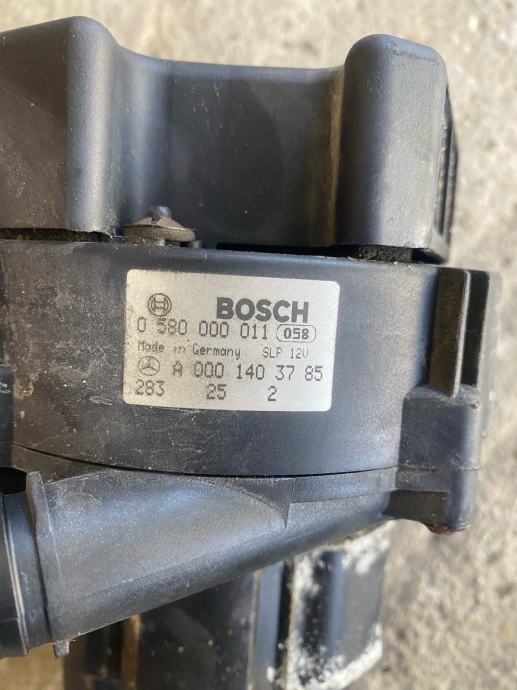 BOSCH
0 580 000 011 058
Made in Germany SLP 12V
A 000 140 37 85
283 25 2